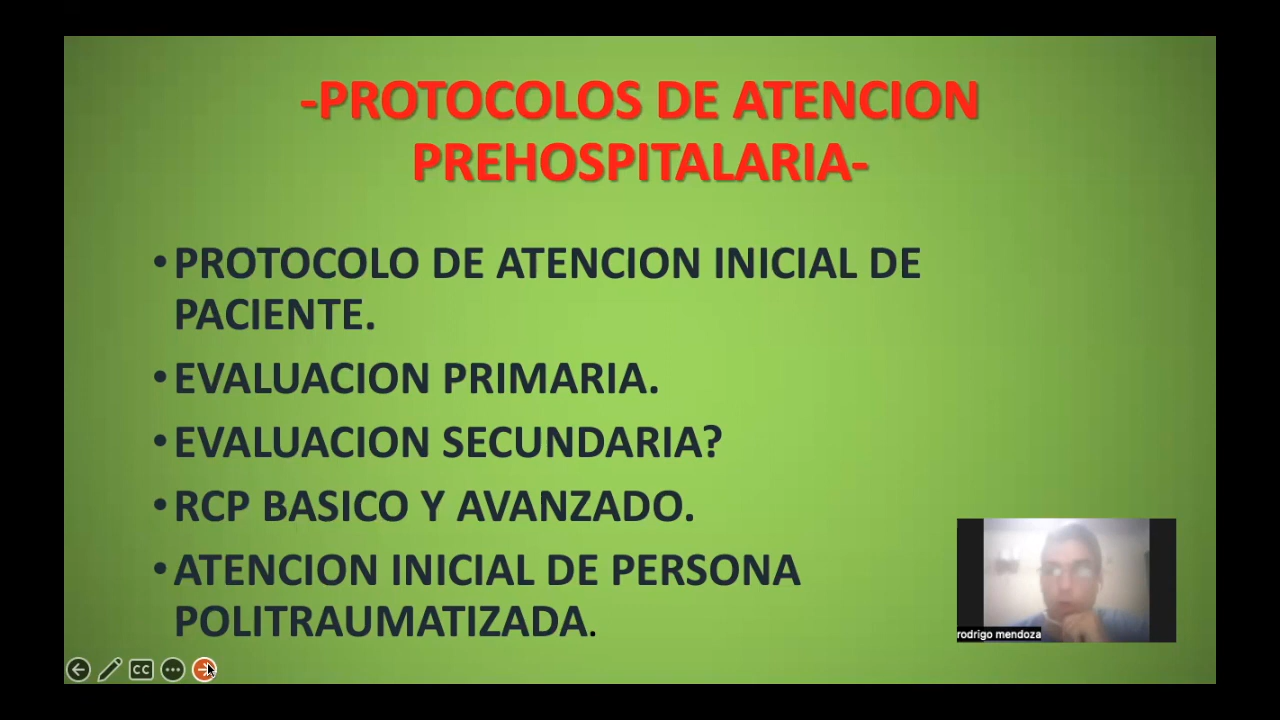 -PROTOCOLOS DE ATENCION
PREHOSPITALARIA-
•PROTOCOLO DE ATENCION INICIAL DE
PACIENTE.
•EVALUACION PRIMARIA.
•EVALUACION SECUNDARIA?
•RCP BASICO Y AVANZADO.
•ATENCION INICIAL DE PERSONA
POLITRAUMATIZADA.
rodrigo mendoza
CC